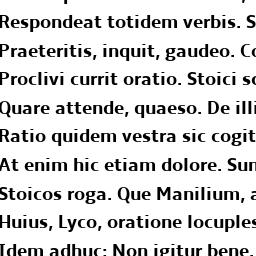 Respondeat totidem verbis. S
Praeteritis, inquit, gaudeo. Co
Proclivi currit oratio. Stoici sc
Quare attende, quaeso. De illi
Ratio quidem vestra sic cogit
At enim hic etiam dolore. Sun
Stoicos roga. Que Manilium, a
Huius, Lyco, oratione locuples
Idem adhuc; Non igitur bene.